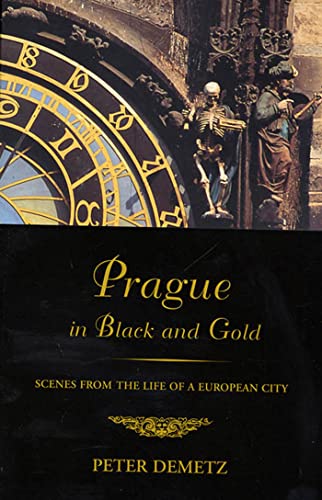 Prague
in Black and Gold
SCENES FROM THE LIFE OF A EUROPEAN CITY
PETER DEMETZ